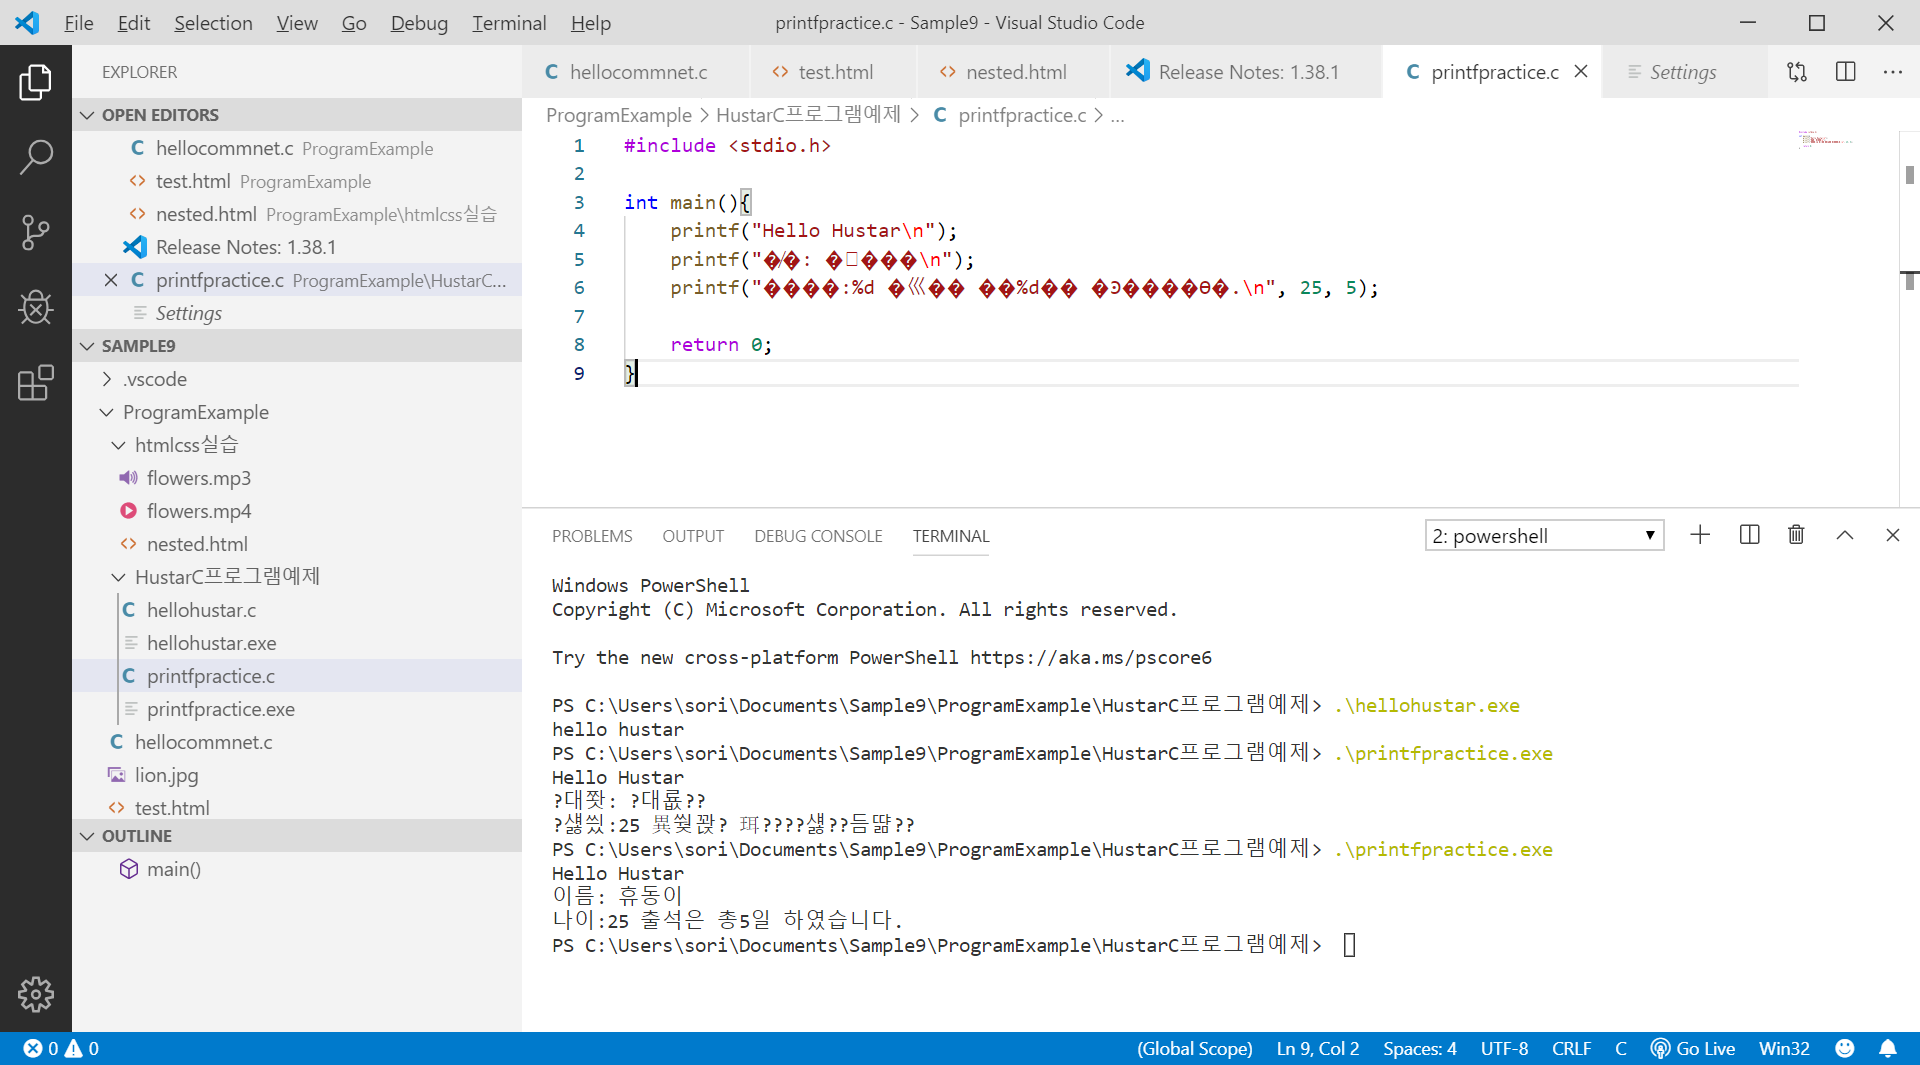 File Edit Selection View Go Debug Terminal Help
printfpractice.c - Sample9 - Visual Studio Code
EXPLORER
OPEN EDITORS
hellocommnet.c ProgramExample
test.html ProgramExample
nested.html ProgramExample\htmlcss실습
Release Notes: 1.38.1
printfpractice.c ProgramExample\HustarC...
Settings
SAMPLE9
.vscode
ProgramExample
htmlcss실습
flowers.mp3
flowers.mp4
nested.html
HustarC프로그램예제
hellohustar.c
hellohustar.exe
printfpractice.c
printfpractice.exe
hellocommnet.c
lion.jpg
test.html
OUTLINE
main()
hellocommnet.c test.html nested.html Release Notes: 1.38.1 printfpractice.c Settings
ProgramExample > HustarC프로그램예제 > C printfpractice.c > ...
1 #include <stdio.h>
2
3 int main(){
4 printf("Hello Hustar\n");
5 printf("�⁄�: �����\n");
6 printf("����:%d �巛�� ��%d�� �Ͽ����ϴ�.\n", 25, 5);
7
8 return 0;
9 }
PROBLEMS OUTPUT DEBUG CONSOLE TERMINAL
2: powershell
Windows PowerShell
Copyright (C) Microsoft Corporation. All rights reserved.
Try the new cross-platform PowerShell https://aka.ms/pscore6
PS C:\Users\sori\Documents\Sample9\ProgramExample\HustarC프로그램예제> .\hellohustar.exe
hello hustar
PS C:\Users\sori\Documents\Sample9\ProgramExample\HustarC프로그램예제> .\printfpractice.exe
Hello Hustar
?대쫫: ?대룞??
PS C:\Users\sori\Documents\Sample9\ProgramExample\HustarC프로그램예제> .\printfpractice.exe
Hello Hustar
이름: 휴동이
나이:25 출석은 총5일 하였습니다.
PS C:\Users\sori\Documents\Sample9\ProgramExample\HustarC프로그램예제>
0 0
(Global Scope) Ln 9, Col 2 Spaces: 4 UTF-8 CRLF C Go Live Win32